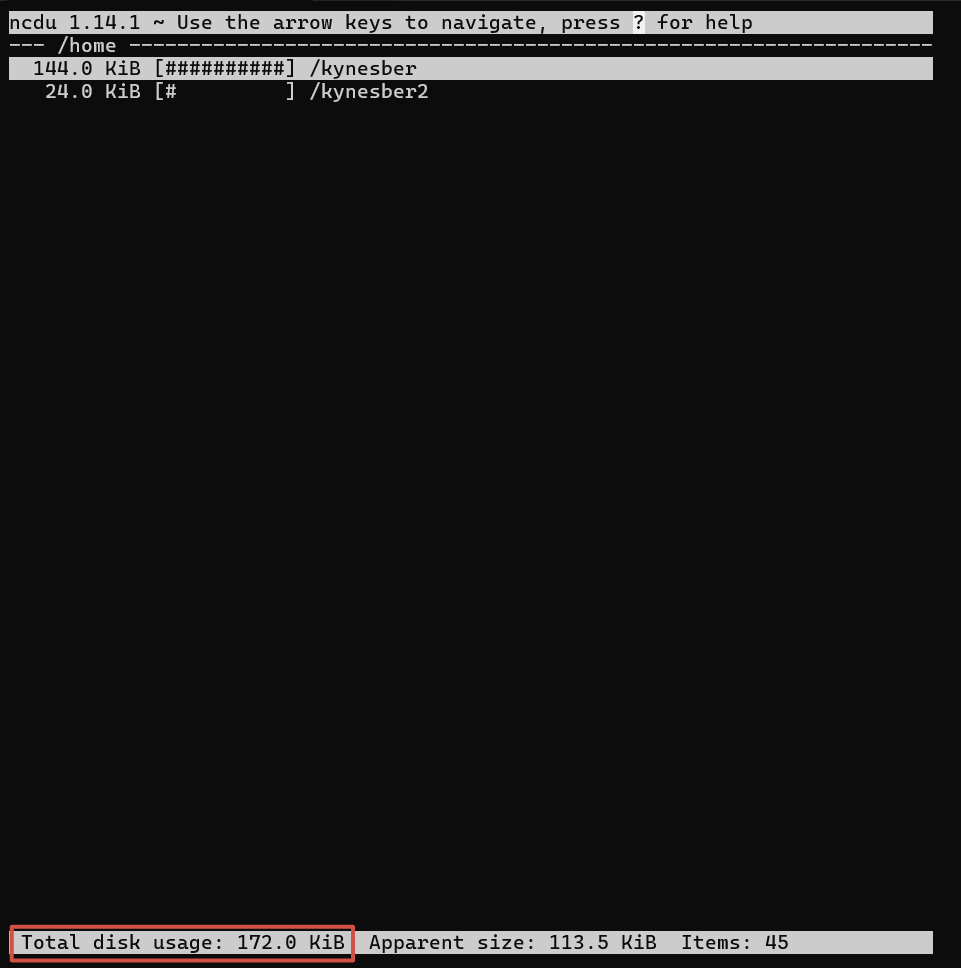 ncdu 1.14.1 ~ Use the arrow keys to navigate, press ? for help
--- /home -------------------------------------------------------------------
  144.0 KiB [##########] /kynesber
   24.0 KiB [#         ] /kynesber2
Total disk usage: 172.0 KiB  Apparent size: 113.5 KiB  Items: 45